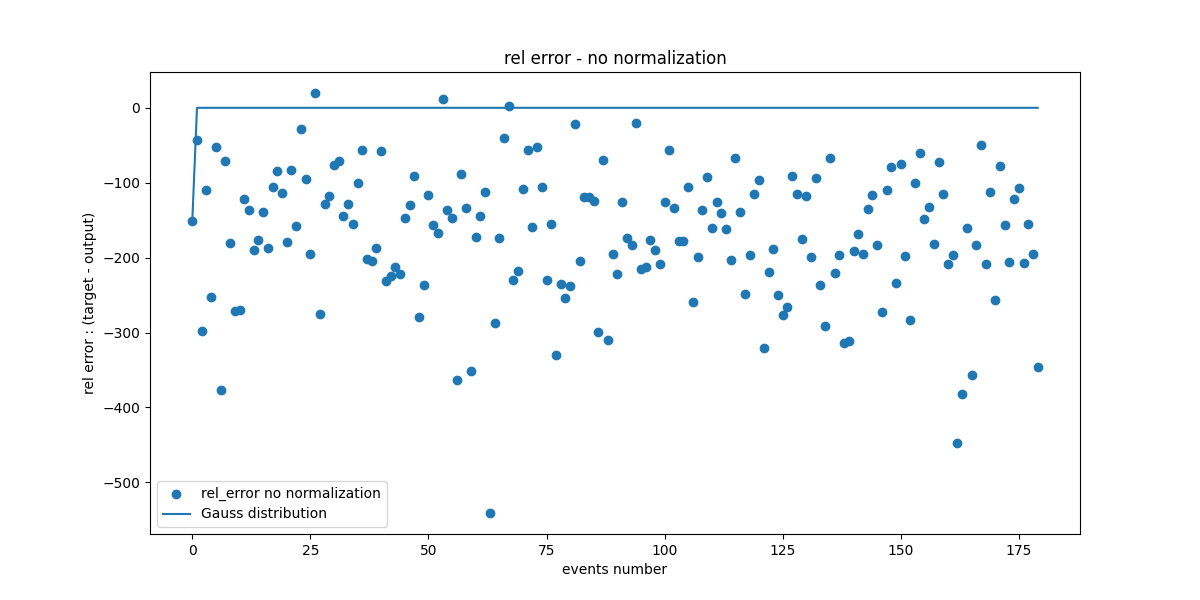 rel error - no normalization
0
−100
−200
−300
−400
−500
rel error : (target - output)
rel_error no normalization
Gauss distribution
0 25 50 75 100 125 150 175
events number